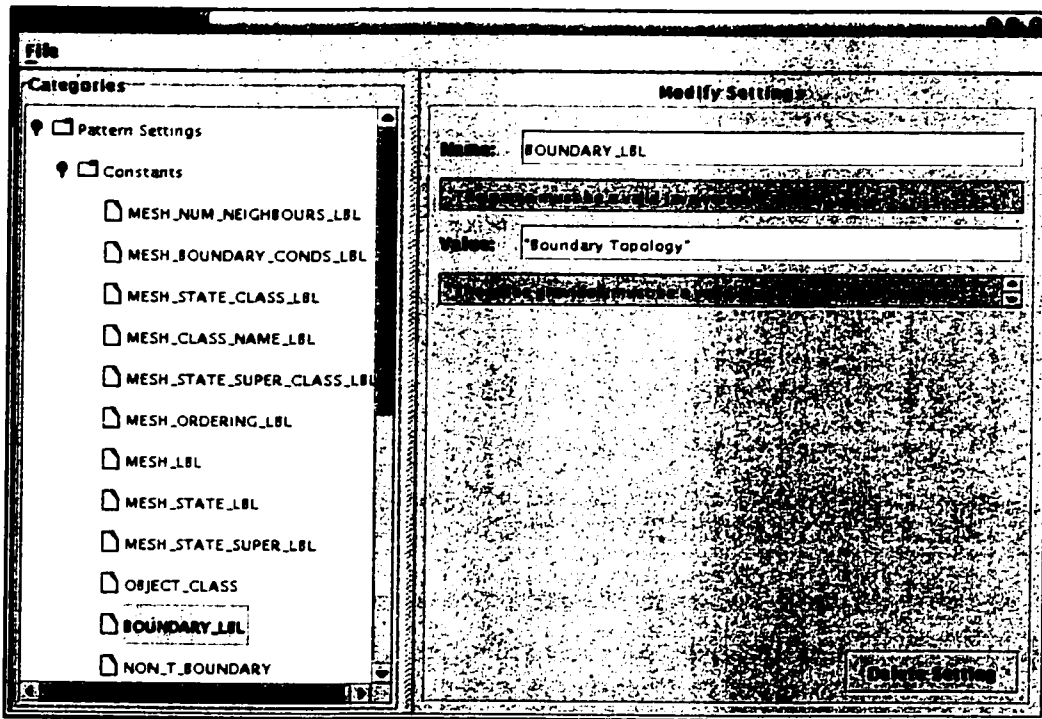 File
Categories
Pattern Settings
Constants
MESH_NUM_NEIGHBOURS_LBL
MESH_BOUNDARY_CONDS_LBL
MESH_STATE_CLASS_LBL
MESH_CLASS_NAME_LBL
MESH_STATE_SUPER_CLASS_LBL
MESH_ORDERING_LBL
MESH_LBL
MESH_STATE_LBL
MESH_STATE_SUPER_LBL
OBJECT_CLASS
BOUNDARY_LBL
NON_T_BOUNDARY
Modify Settings
Name: BOUNDARY_LBL
Value: "Boundary Topology"
Delete Setting